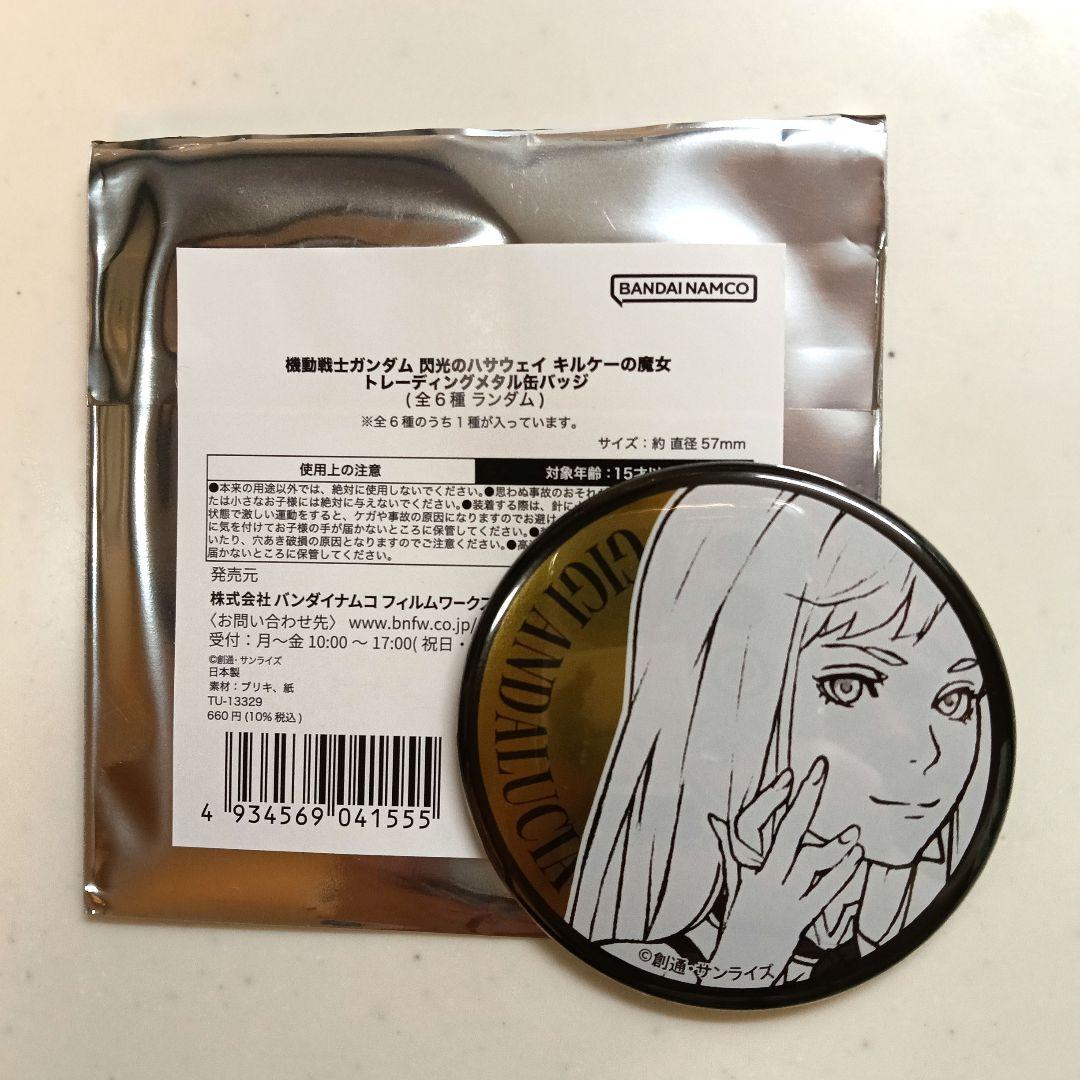 BANDAI NAMCO
機動戦士ガンダム 閃光のハサウェイ キルケーの魔女
トレーディングメタル缶バッジ
(全6種 ランダム)
※全6種のうち1種が入っています。
サイズ：約 直径57mm
使用上の注意
対象年齢：15才以
●本来の用途以外では、絶対に使用しないでください。●思わぬ事故のおそれが
たは小さなお子様には絶対に与えないでください。●装着する際は、針に
状態で激しい運動をすると、ケガや事故の原因になりますのでお避け
に気を付けてお子様の手が届かないところに保管してください。●
いたり、穴あき破損の原因となりますのでご注意ください。●高
届かないところに保管してください。
発売元
株式会社 バンダイナムコ フィルムワークス
〈お問い合わせ先〉 www.bnfw.co.jp/
受付：月〜金 10:00 〜 17:00( 祝日・
©創通・サンライズ
日本製
素材：ブリキ、紙
TU-13329
660円(10%税込)
4 934569 041555
GIGI ANDALUCIA
©創通・サンライズ